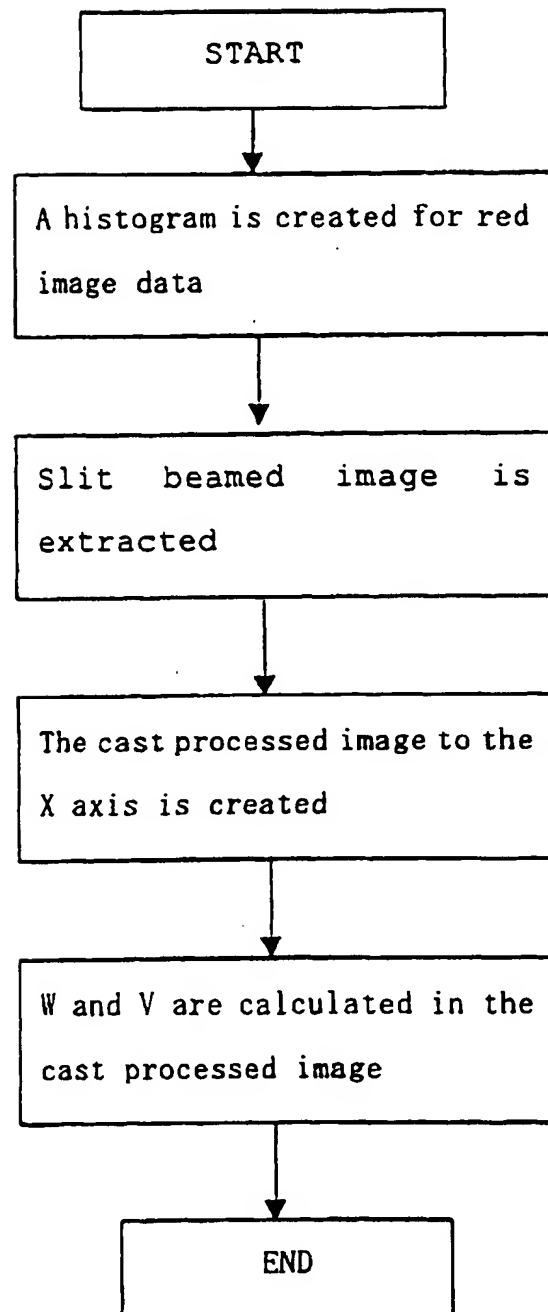 START
A histogram is created for red
image data
Slit beamed image is
extracted
The cast processed image to the
X axis is created
W and V are calculated in the
cast processed image
END